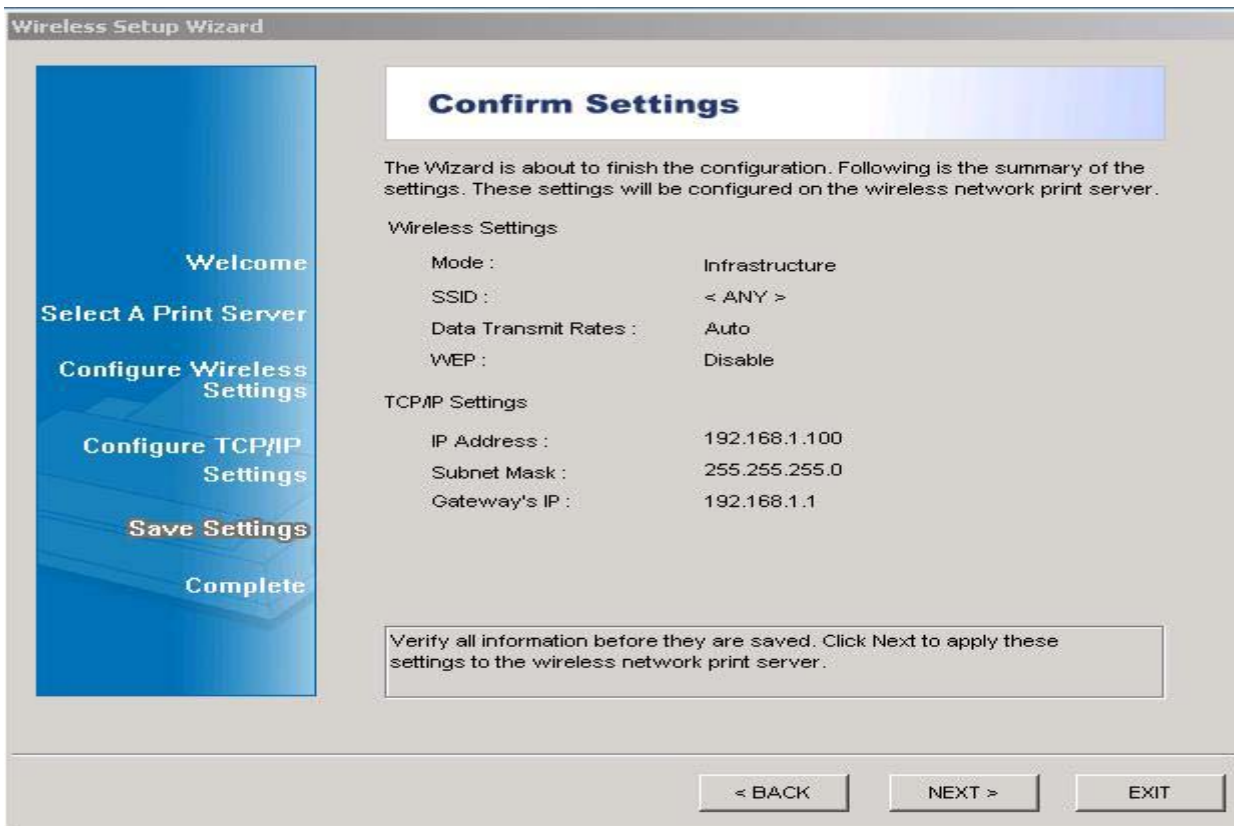 Wireless Setup Wizard
Welcome
Select A Print Server
Configure Wireless
Settings
Configure TCP/IP
Settings
Save Settings
Complete
Confirm Settings
The Wizard is about to finish the configuration. Following is the summary of the
settings. These settings will be configured on the wireless network print server.
Wireless Settings
Mode : Infrastructure
SSID : < ANY >
Data Transmit Rates : Auto
WEP : Disable
TCP/IP Settings
IP Address : 192.168.1.100
Subnet Mask : 255.255.255.0
Gateway's IP : 192.168.1.1
Verify all information before they are saved. Click Next to apply these
settings to the wireless network print server.
< BACK NEXT > EXIT